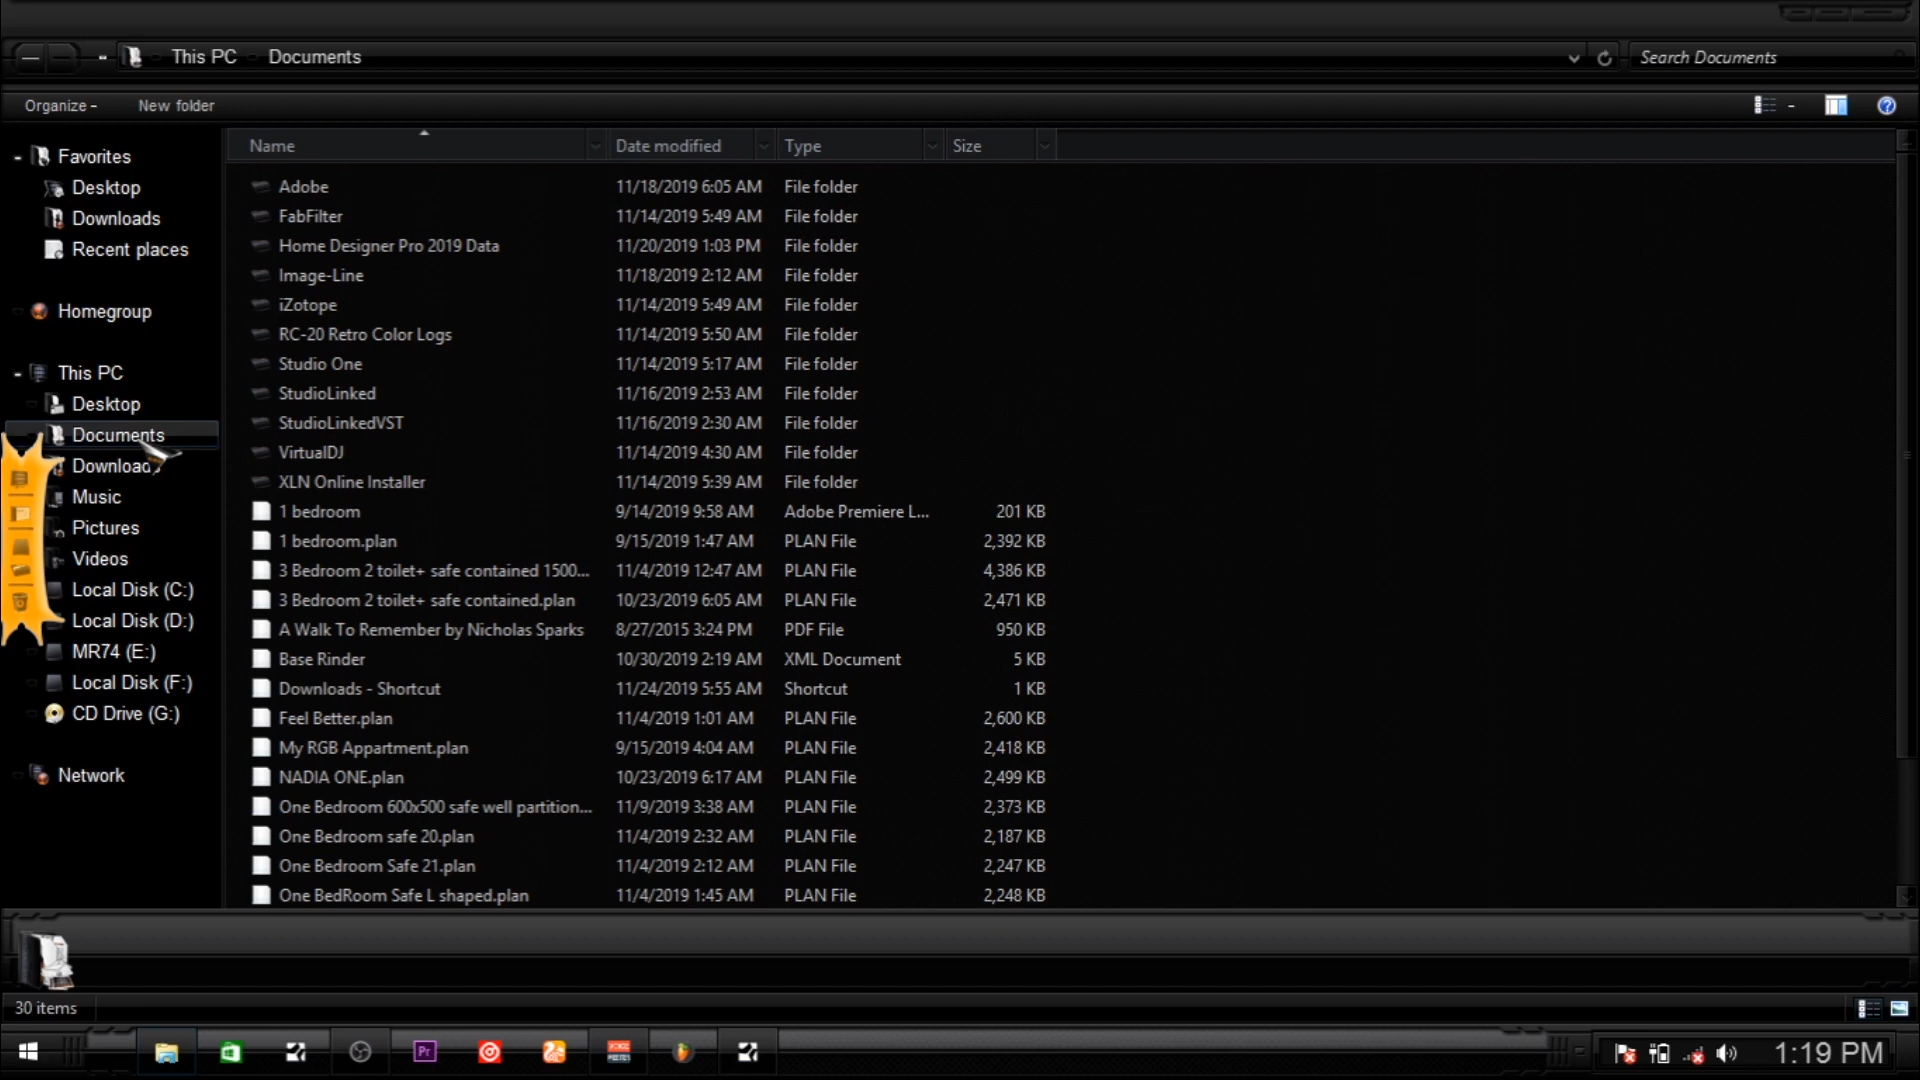 This PC Documents
Search Documents
Organize New folder
Name Date modified Type Size
Favorites
Desktop
Downloads
Recent places
Homegroup
This PC
Desktop
Documents
Downloads
Music
Pictures
Videos
Local Disk (C:)
Local Disk (D:)
MR74 (E:)
Local Disk (F:)
CD Drive (G:)
Network
Adobe 11/18/2019 6:05 AM File folder
FabFilter 11/14/2019 5:49 AM File folder
Home Designer Pro 2019 Data 11/20/2019 1:03 PM File folder
Image-Line 11/18/2019 2:12 AM File folder
iZotope 11/14/2019 5:49 AM File folder
RC-20 Retro Color Logs 11/14/2019 5:50 AM File folder
Studio One 11/14/2019 5:17 AM File folder
StudioLinked 11/16/2019 2:53 AM File folder
StudioLinkedVST 11/16/2019 2:30 AM File folder
VirtualDJ 11/14/2019 4:30 AM File folder
XLN Online Installer 11/14/2019 5:39 AM File folder
1 bedroom 9/14/2019 9:58 AM Adobe Premiere L... 201 KB
1 bedroom.plan 9/15/2019 1:47 AM PLAN File 2,392 KB
3 Bedroom 2 toilet+ safe contained 1500... 11/4/2019 12:47 AM PLAN File 4,386 KB
3 Bedroom 2 toilet+ safe contained.plan 10/23/2019 6:05 AM PLAN File 2,471 KB
A Walk To Remember by Nicholas Sparks 8/27/2015 3:24 PM PDF File 950 KB
Base Rinder 10/30/2019 2:19 AM XML Document 5 KB
Downloads - Shortcut 11/24/2019 5:55 AM Shortcut 1 KB
Feel Better.plan 11/4/2019 1:01 AM PLAN File 2,600 KB
My RGB Appartment.plan 9/15/2019 4:04 AM PLAN File 2,418 KB
NADIA ONE.plan 10/23/2019 6:17 AM PLAN File 2,499 KB
One Bedroom 600x500 safe well partition... 11/9/2019 3:38 AM PLAN File 2,373 KB
One Bedroom safe 20.plan 11/4/2019 2:32 AM PLAN File 2,187 KB
One Bedroom Safe 21.plan 11/4/2019 2:12 AM PLAN File 2,247 KB
One BedRoom Safe L shaped.plan 11/4/2019 1:45 AM PLAN File 2,248 KB
30 items
Pr
1:19 PM